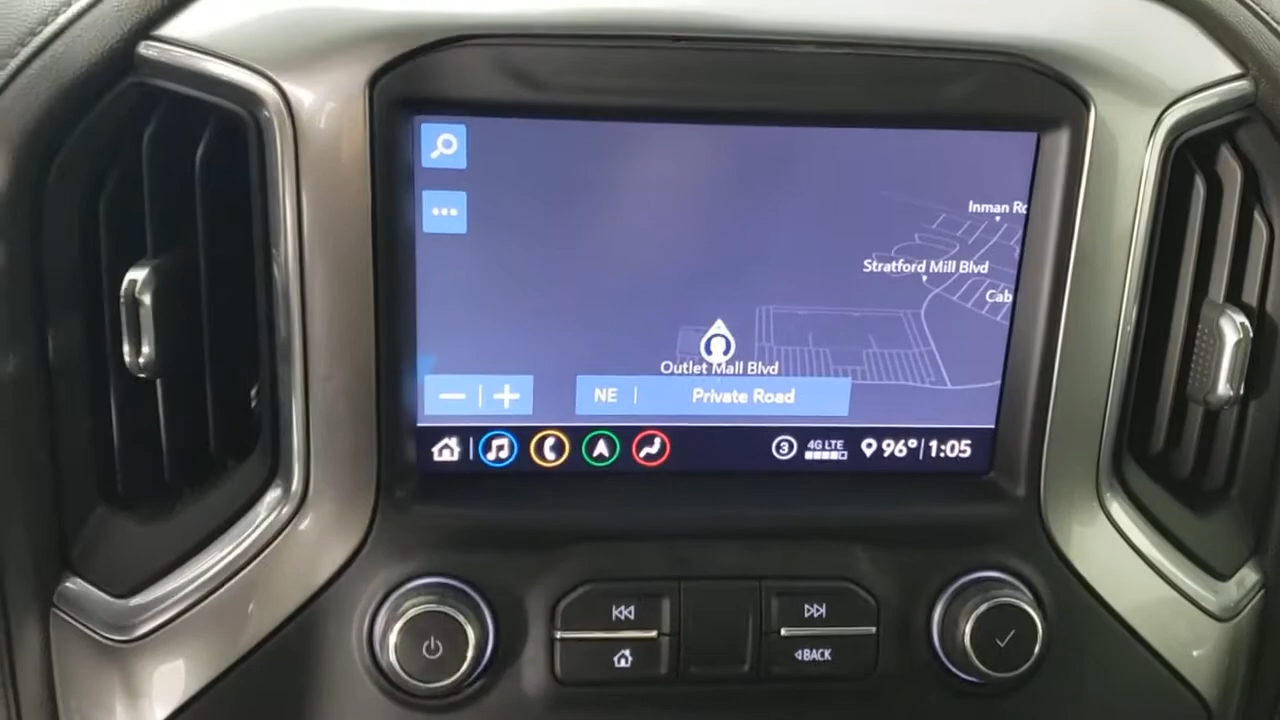 Inman Rd
Stratford Mill Blvd
Cab
Outlet Mall Blvd
NE | Private Road
3 4G LTE 96° | 1:05
BACK